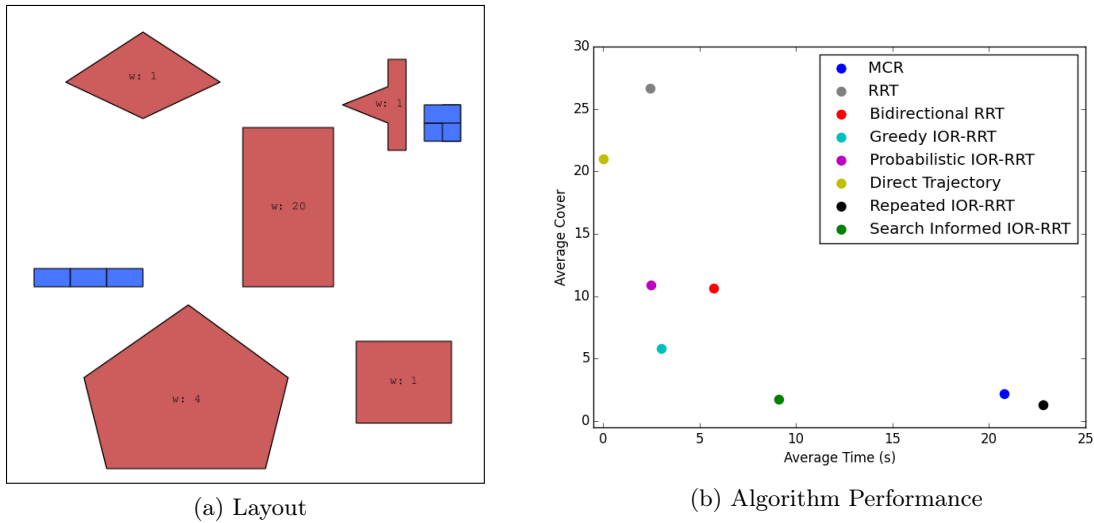 w: 1
w: 1
w: 20
w: 4
w: 1
(a) Layout
30
25
20
15
10
5
0
Average Cover
0 5 10 15 20 25
Average Time (s)
MCR
RRT
Bidirectional RRT
Greedy IOR-RRT
Probabilistic IOR-RRT
Direct Trajectory
Repeated IOR-RRT
Search Informed IOR-RRT
(b) Algorithm Performance